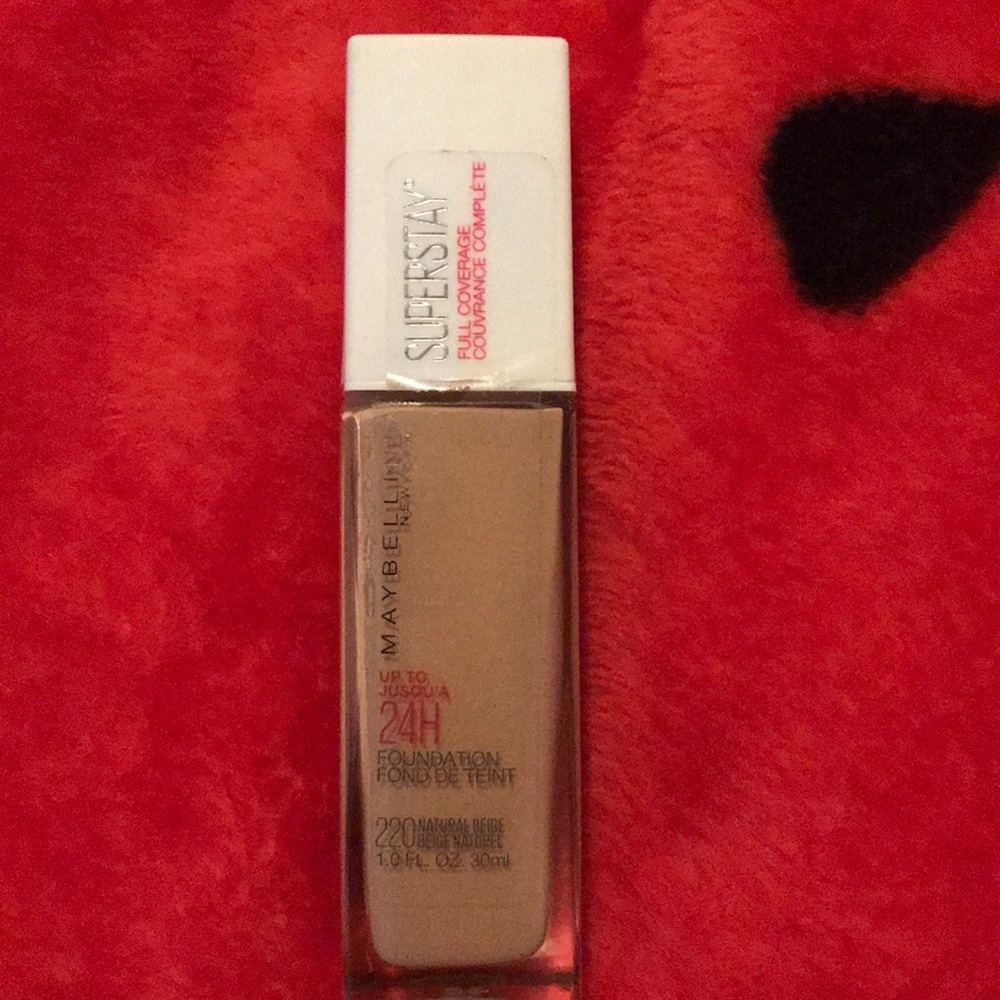 SUPERSTAY®
FULL COVERAGE
COUVRANCE COMPLÈTE
MAYBELLINE
NEW YORK
UP TO
JUSQU'À
24H
FOUNDATION
FOND DE TEINT
220 NATURAL BEIGE
BEIGE NATUREL
1.0 FL. OZ. 30ml